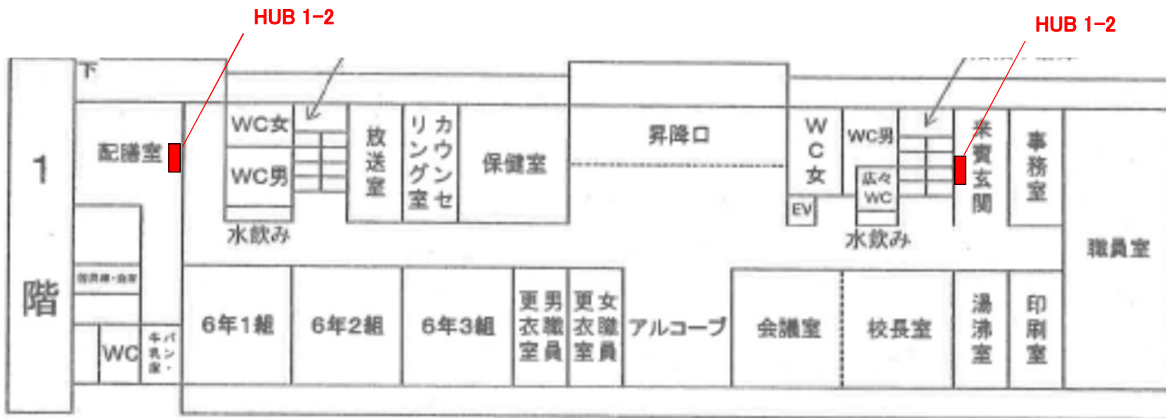 HUB 1-2
HUB 1-2
下
1階
配膳室
WC女
WC男
水飲み
放送室
カウンセリング室
保健室
昇降口
WC女
EV
WC男
広々
WC
水飲み
来賓玄関
事務室
職員室
WC
パン・牛乳庫
6年1組
6年2組
6年3組
男職員更衣室
女職員更衣室
アルコーブ
会議室
校長室
湯沸室
印刷室